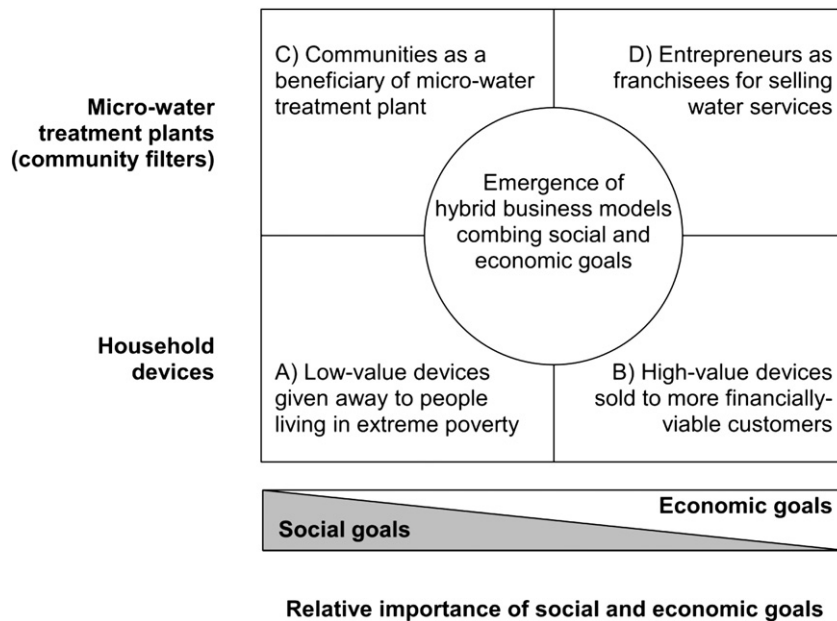 C) Communities as a
beneficiary of micro-water
treatment plant
D) Entrepreneurs as
franchisees for selling
water services
Micro-water
treatment plants
(community filters)
Emergence of
hybrid business models
combing social and
economic goals
Household
devices
A) Low-value devices
given away to people
living in extreme poverty
B) High-value devices
sold to more financially-
viable customers
Economic goals
Social goals
Relative importance of social and economic goals